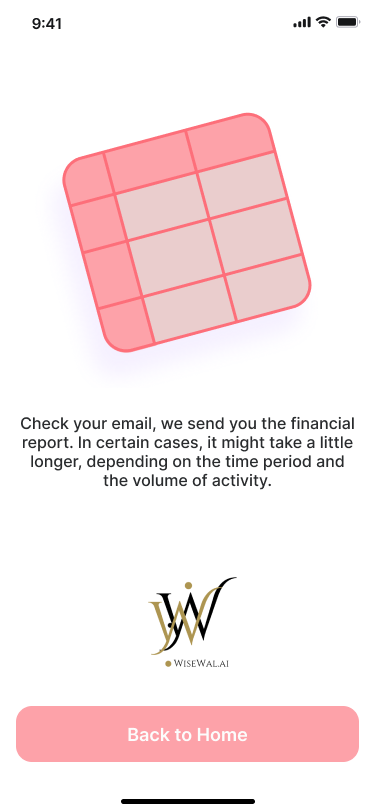 9:41
Check your email, we send you the financial
report. In certain cases, it might take a little
longer, depending on the time period and
the volume of activity.
WISEWAL.AI
Back to Home